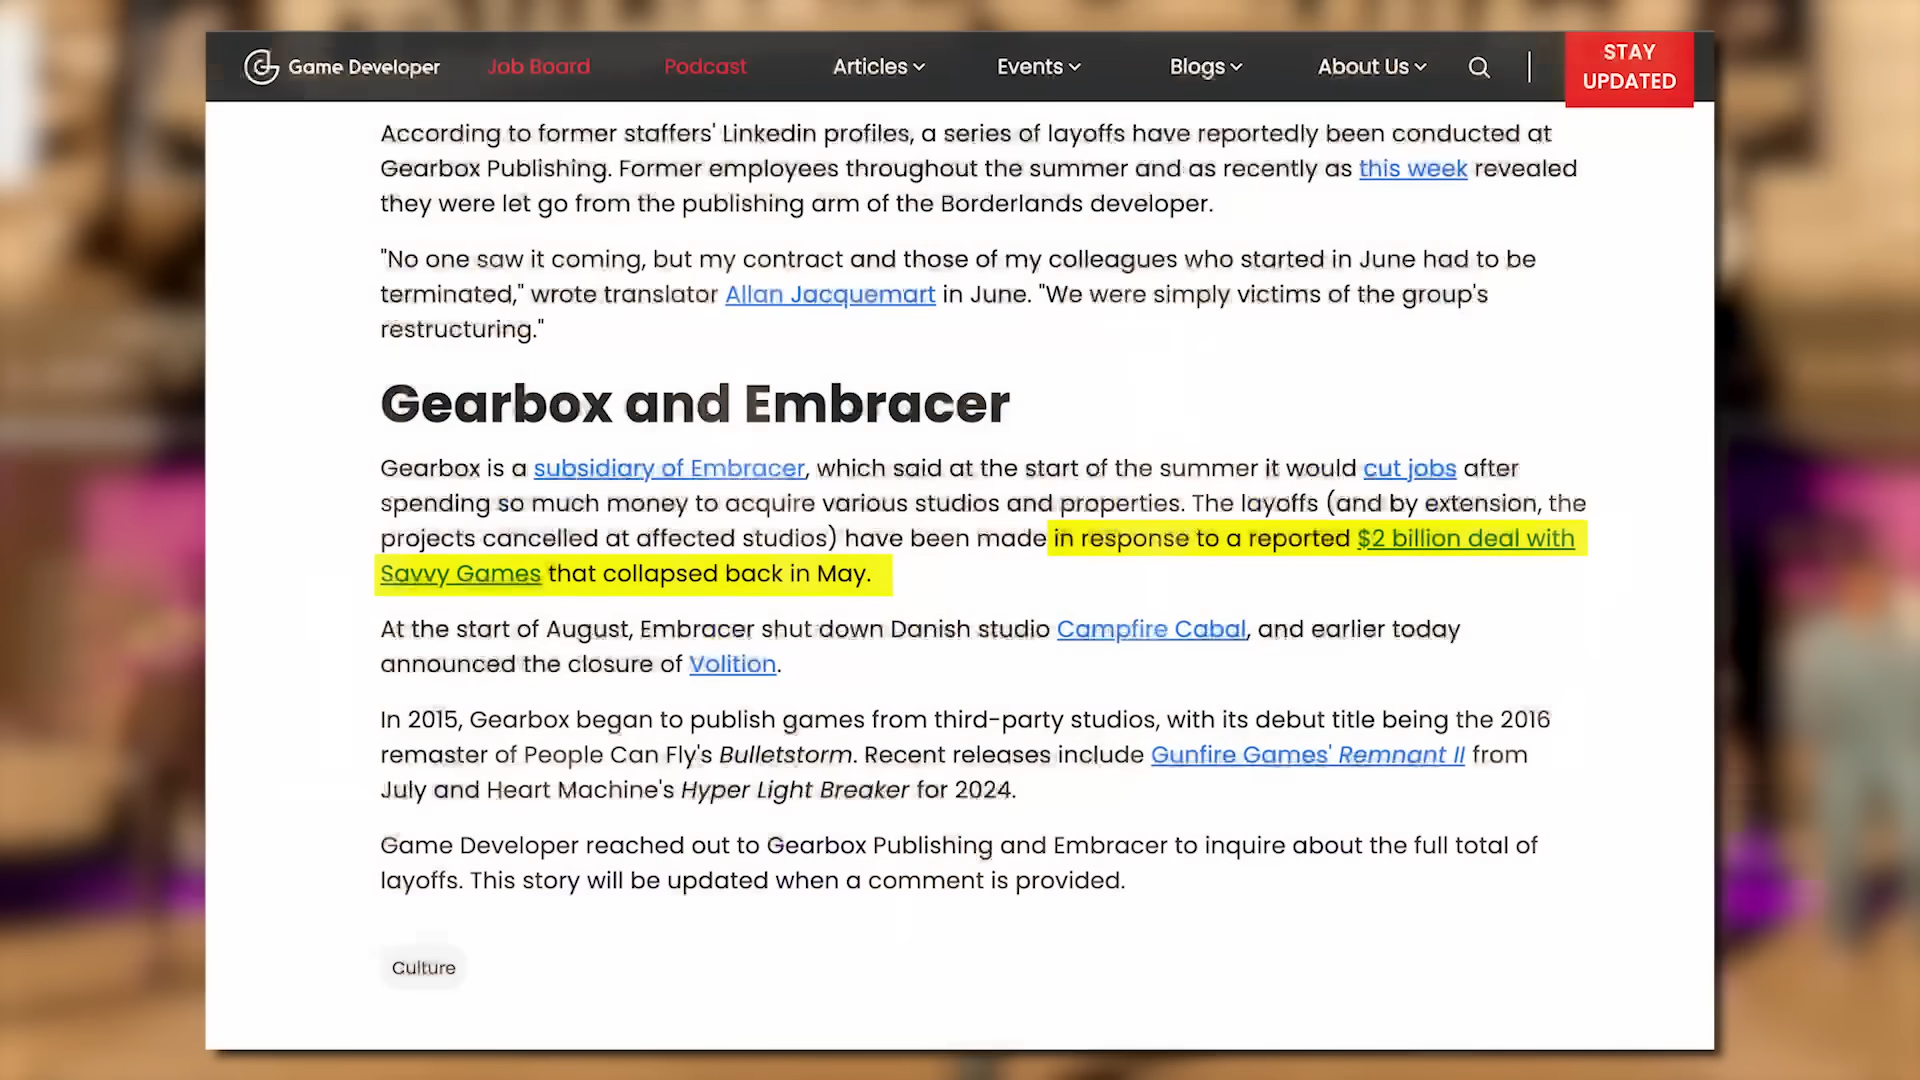 Game Developer Job Board Podcast Articles Events Blogs About Us STAY UPDATED
According to former staffers' Linkedin profiles, a series of layoffs have reportedly been conducted at
Gearbox Publishing. Former employees throughout the summer and as recently as this week revealed
they were let go from the publishing arm of the Borderlands developer.
"No one saw it coming, but my contract and those of my colleagues who started in June had to be
terminated," wrote translator Allan Jacquemart in June. "We were simply victims of the group's
restructuring."
Gearbox and Embracer
Gearbox is a subsidiary of Embracer, which said at the start of the summer it would cut jobs after
spending so much money to acquire various studios and properties. The layoffs (and by extension, the
projects cancelled at affected studios) have been made in response to a reported $2 billion deal with
Savvy Games that collapsed back in May.
At the start of August, Embracer shut down Danish studio Campfire Cabal, and earlier today
announced the closure of Volition.
In 2015, Gearbox began to publish games from third-party studios, with its debut title being the 2016
remaster of People Can Fly's Bulletstorm. Recent releases include Gunfire Games' Remnant II from
July and Heart Machine's Hyper Light Breaker for 2024.
Game Developer reached out to Gearbox Publishing and Embracer to inquire about the full total of
layoffs. This story will be updated when a comment is provided.
Culture